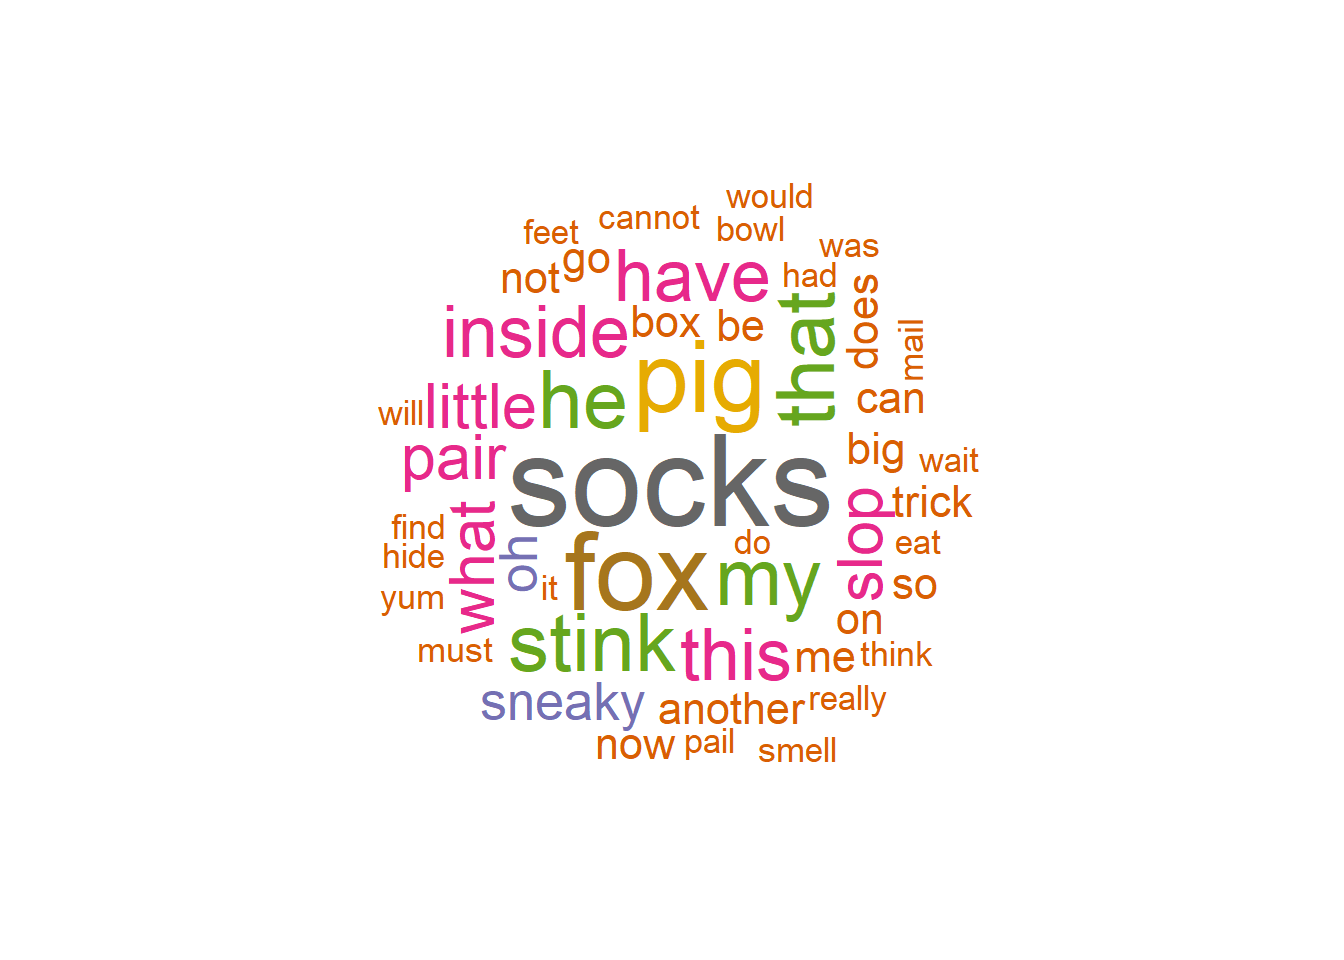 would
cannot
feet
bowl
was
go
have
had
not
that
does
inside
box
be
mail
pig
little
he
can
will
pair
socks
big
wait
what
slop
trick
find
oh
fox
do
eat
hide
it
my
so
yum
on
stink
this
must
me
think
sneaky
another
really
now
pail
smell